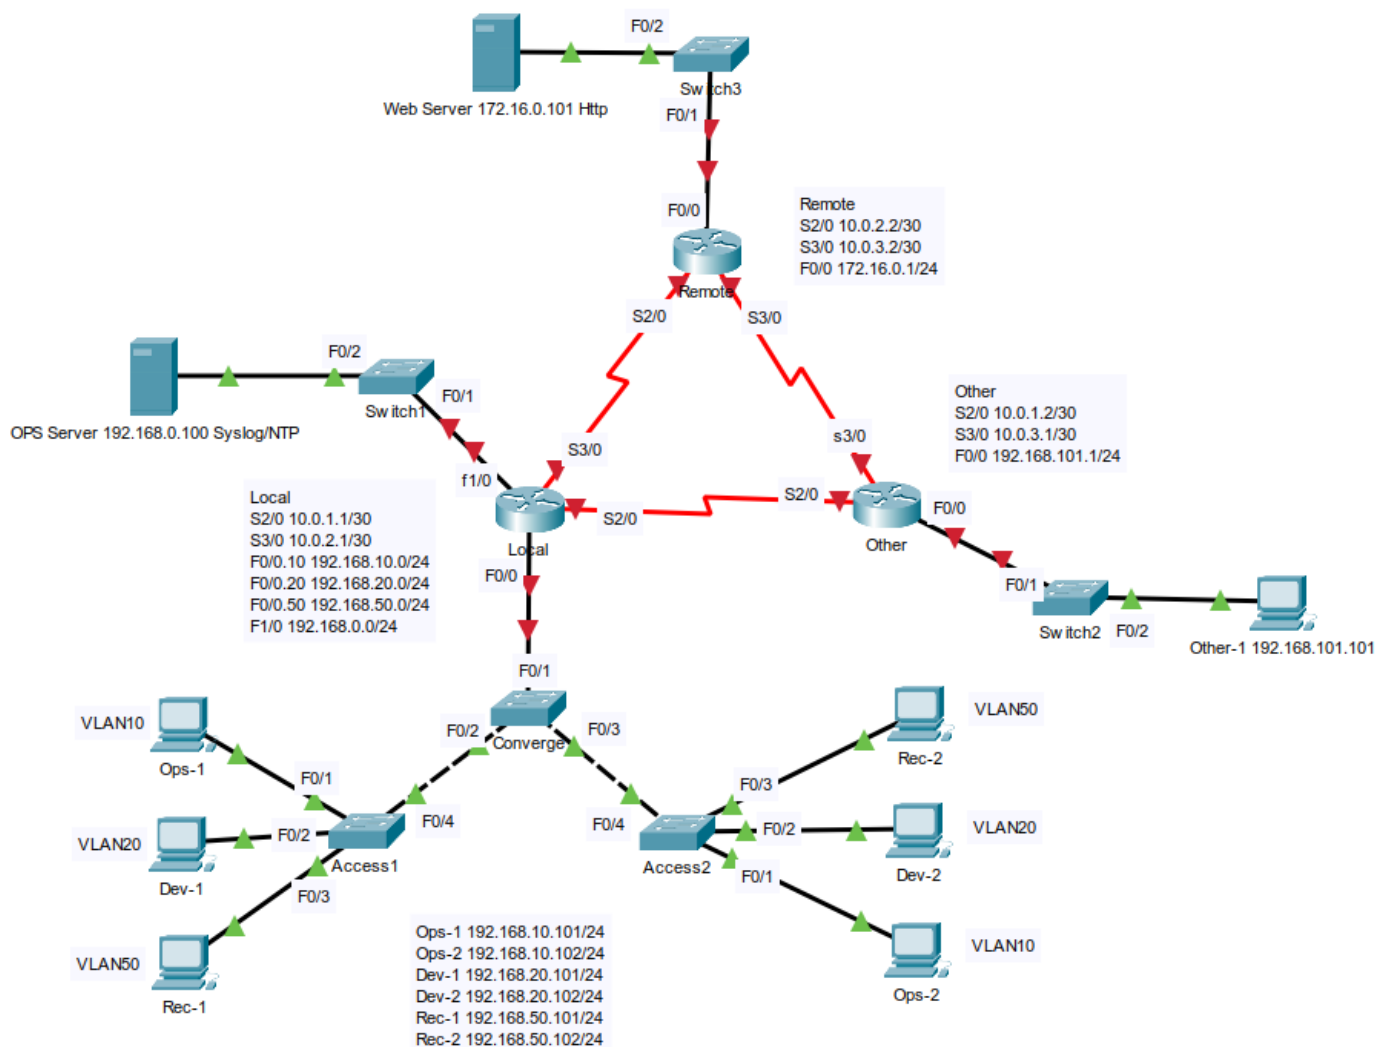 F0/2
Switch3
Web Server 172.16.0.101 Http
F0/1
F0/0
Remote
S2/0 10.0.2.2/30
S3/0 10.0.3.2/30
F0/0 172.16.0.1/24
Remote
S2/0
S3/0
F0/2
F0/1
Switch1
OPS Server 192.168.0.100 Syslog/NTP
Other
S2/0 10.0.1.2/30
S3/0 10.0.3.1/30
F0/0 192.168.101.1/24
s3/0
S3/0
f1/0
Local
S2/0 10.0.1.1/30
S3/0 10.0.2.1/30
F0/0.10 192.168.10.0/24
F0/0.20 192.168.20.0/24
F0/0.50 192.168.50.0/24
F1/0 192.168.0.0/24
S2/0
S2/0
F0/0
Other
Local
F0/0
F0/1
Switch2
F0/2
Other-1 192.168.101.101
F0/1
F0/2
F0/3
Converge
VLAN10
Ops-1
F0/1
VLAN50
Rec-2
F0/3
F0/4
F0/4
VLAN20
Dev-1
F0/2
Access1
F0/3
Access2
F0/2
VLAN20
Dev-2
F0/1
VLAN50
Rec-1
VLAN10
Ops-2
Ops-1 192.168.10.101/24
Ops-2 192.168.10.102/24
Dev-1 192.168.20.101/24
Dev-2 192.168.20.102/24
Rec-1 192.168.50.101/24
Rec-2 192.168.50.102/24